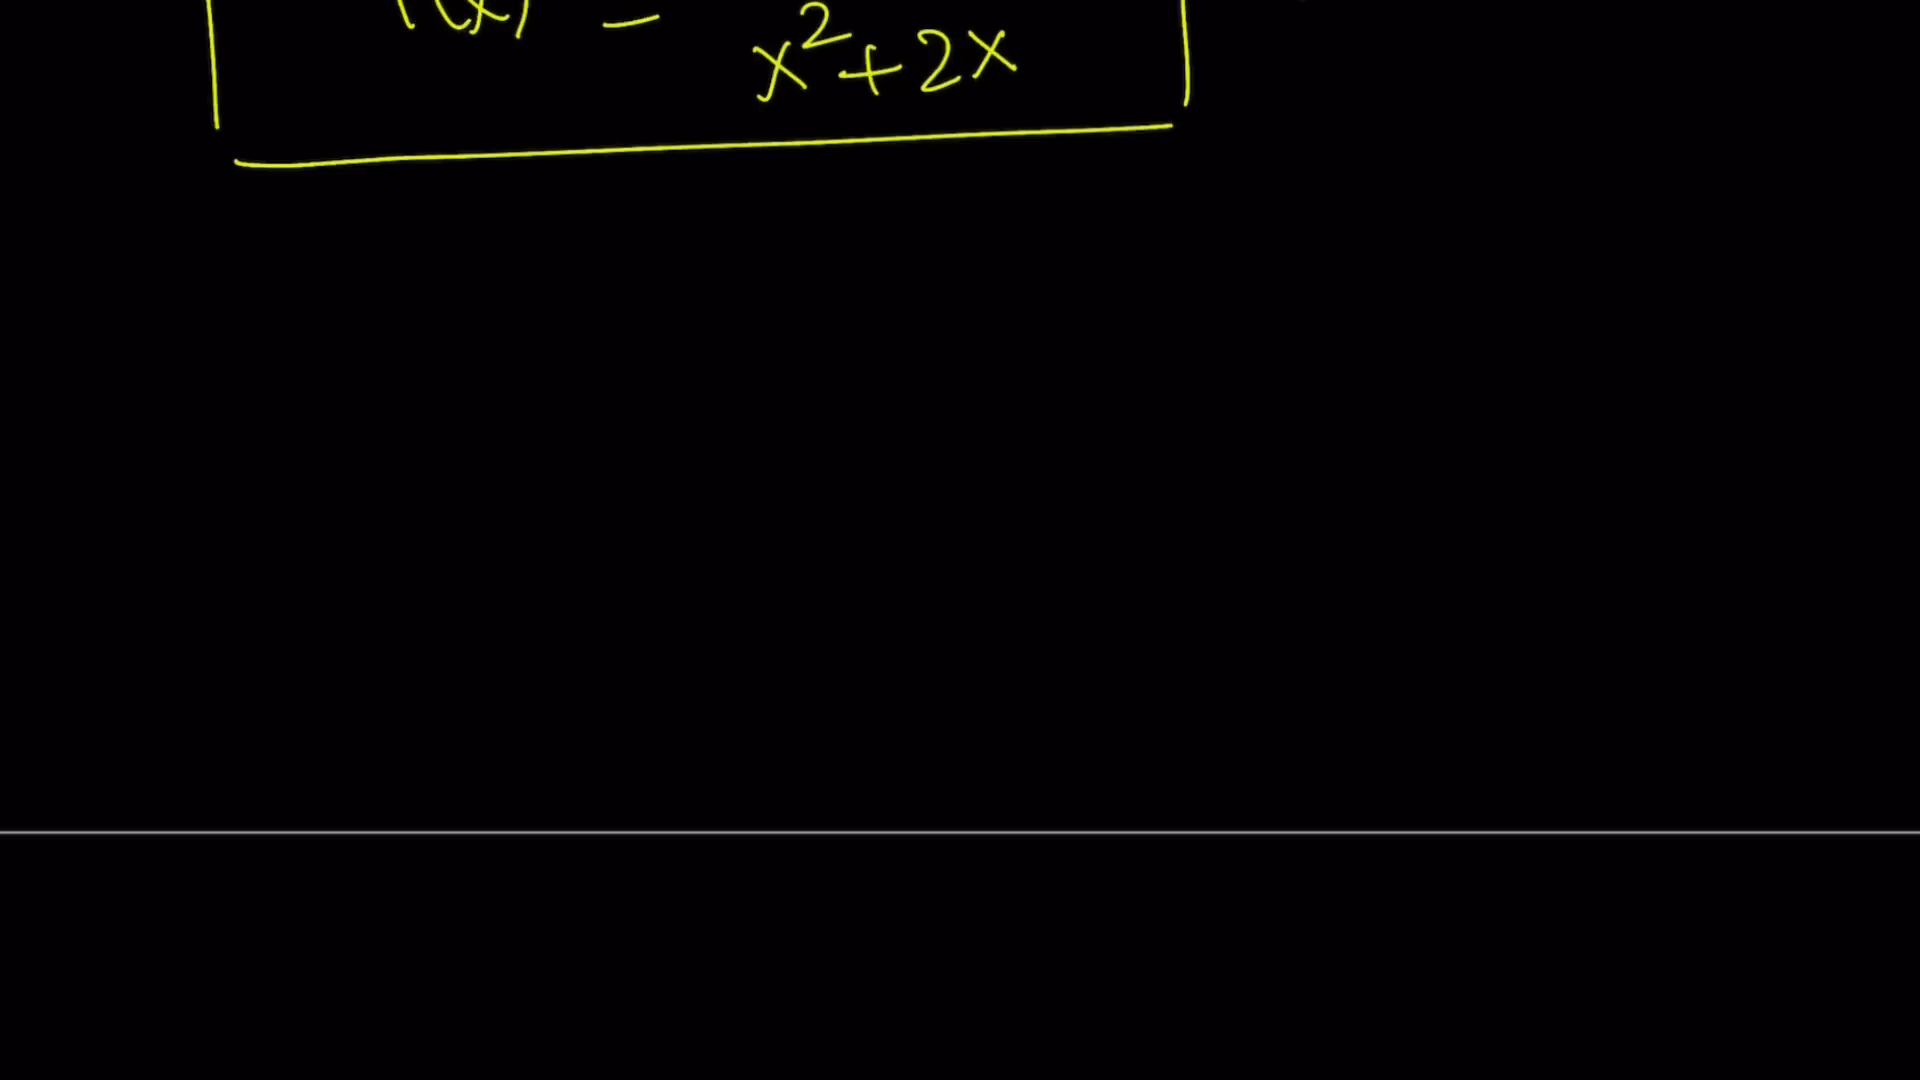 (x) =
x²+2x